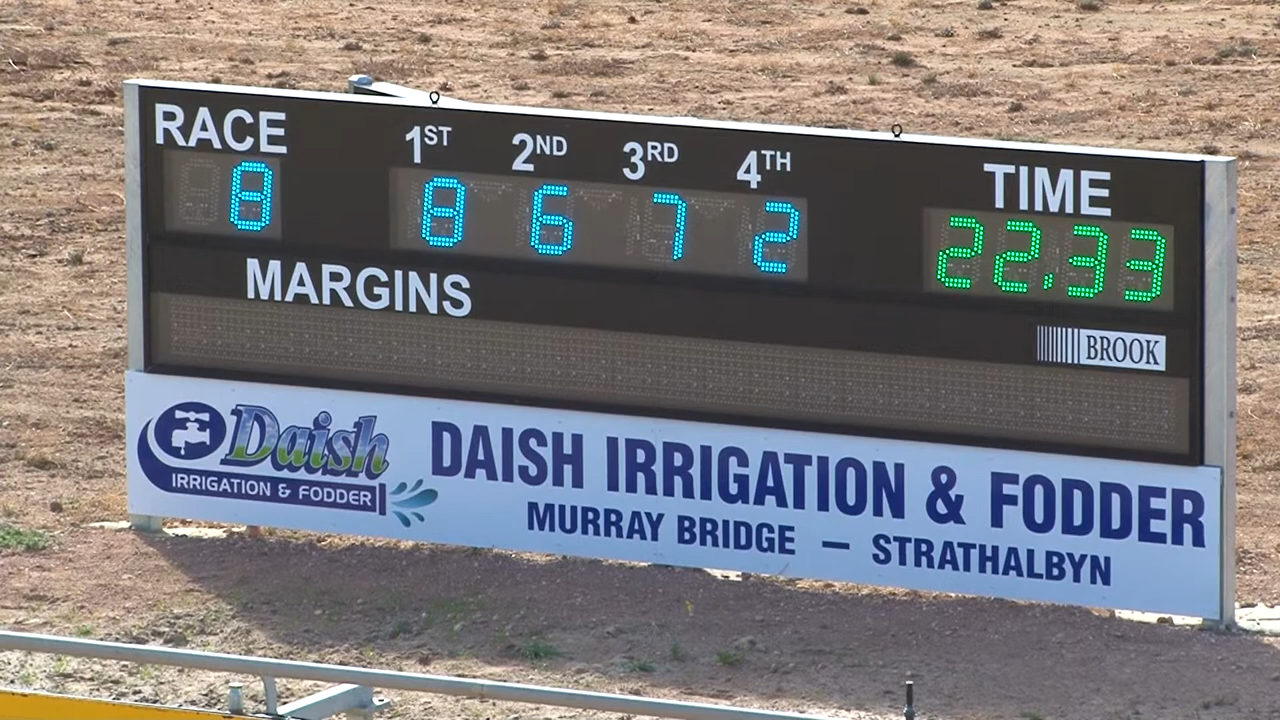 RACE 1ST 2ND 3RD 4TH TIME
8 8 6 7 2 22.33
MARGINS
BROOK
Daish
IRRIGATION & FODDER
DAISH IRRIGATION & FODDER
MURRAY BRIDGE – STRATHALBYN